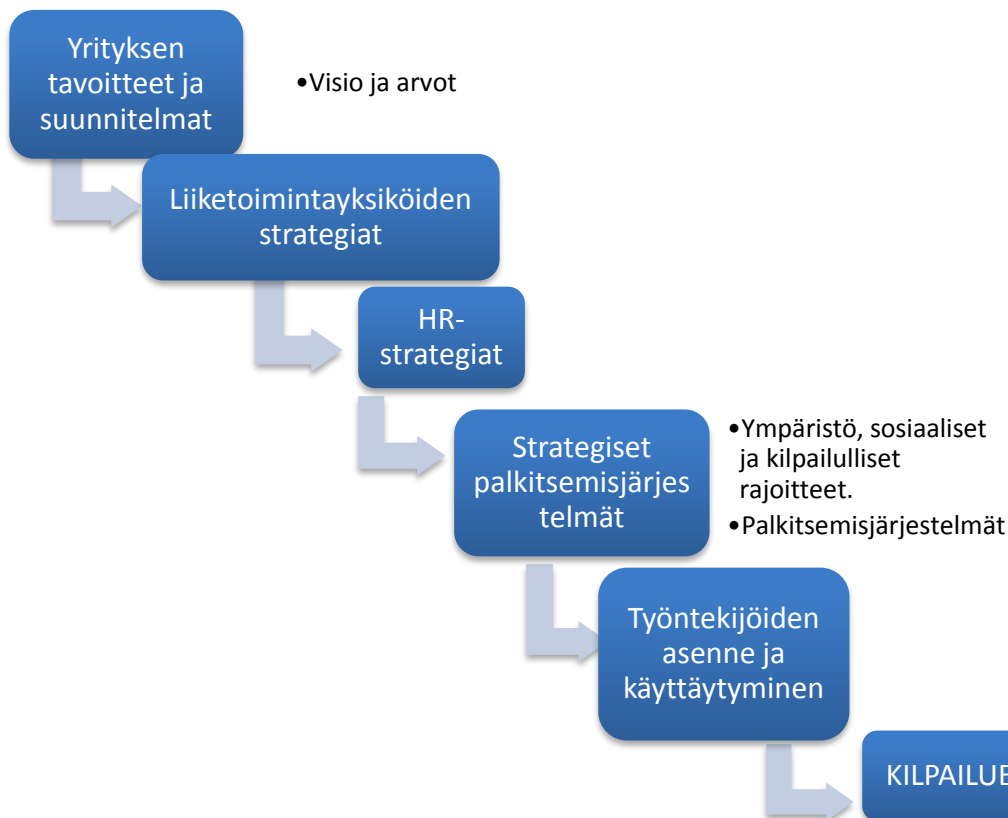 Yrityksen
tavoitteet ja
suunnitelmat
•Visio ja arvot
Liiketoimintayksiköiden
strategiat
HR-
strategiat
Strategiset
palkitsemisjärjes
telmät
•Ympäristö, sosiaaliset
ja kilpailulliset
rajoitteet.
•Palkitsemisjärjestelmät
Työntekijöiden
asenne ja
käyttäytyminen